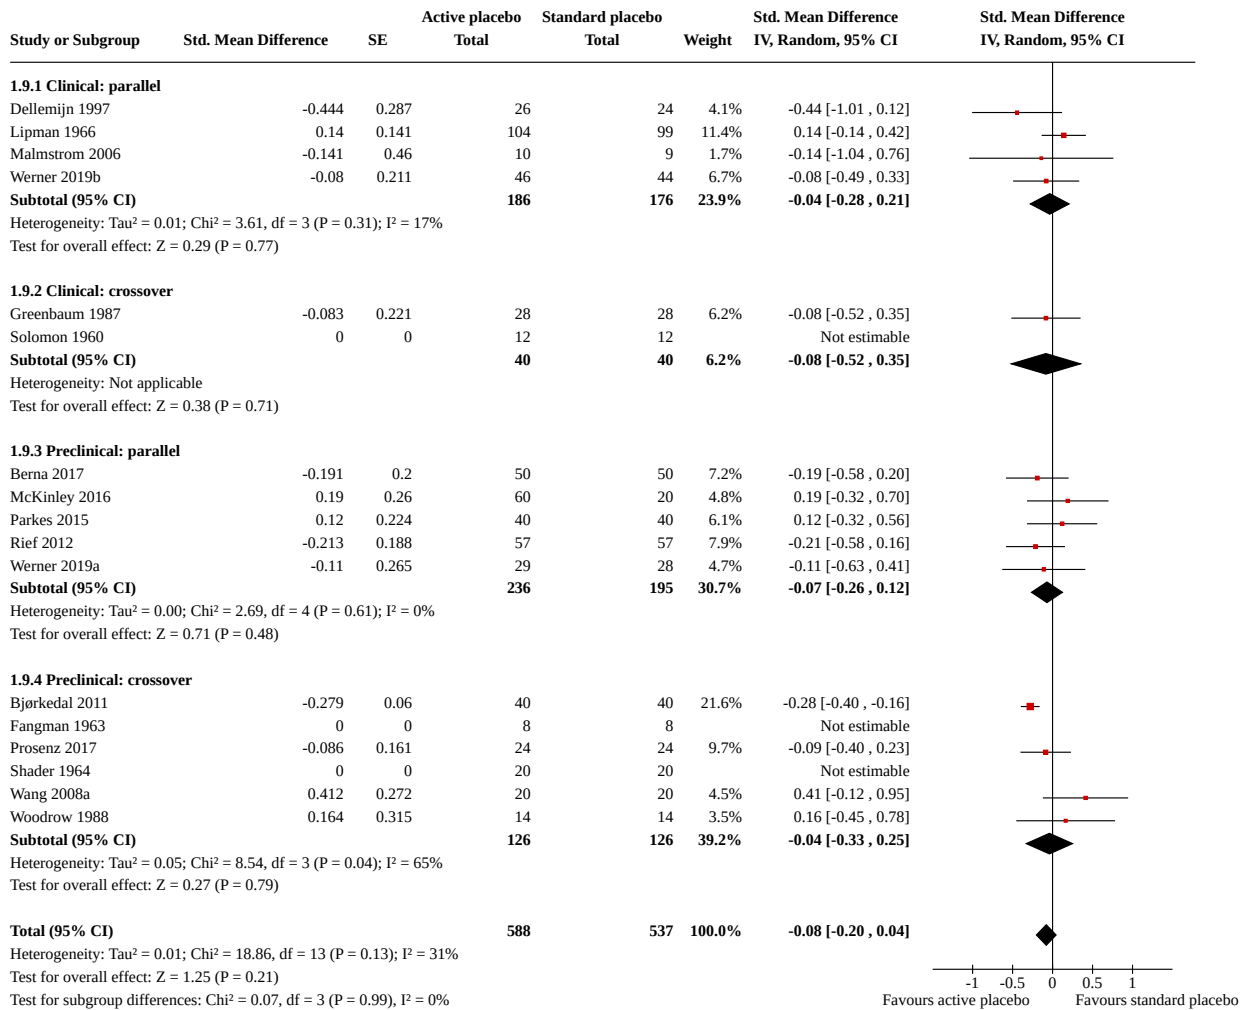 Active placebo Standard placebo Std. Mean Difference Std. Mean Difference
Study or Subgroup Std. Mean Difference SE Total Total Weight IV, Random, 95% CI IV, Random, 95% CI
1.9.1 Clinical: parallel
Dellemijn 1997 -0.444 0.287 26 24 4.1% -0.44 [-1.01 , 0.12]
Lipman 1966 0.14 0.141 104 99 11.4% 0.14 [-0.14 , 0.42]
Malmstrom 2006 -0.141 0.46 10 9 1.7% -0.14 [-1.04 , 0.76]
Werner 2019b -0.08 0.211 46 44 6.7% -0.08 [-0.49 , 0.33]
Subtotal (95% CI) 186 176 23.9% -0.04 [-0.28 , 0.21]
Heterogeneity: Tau² = 0.01; Chi² = 3.61, df = 3 (P = 0.31); I² = 17%
Test for overall effect: Z = 0.29 (P = 0.77)
1.9.2 Clinical: crossover
Greenbaum 1987 -0.083 0.221 28 28 6.2% -0.08 [-0.52 , 0.35]
Solomon 1960 0 0 12 12 Not estimable
Subtotal (95% CI) 40 40 6.2% -0.08 [-0.52 , 0.35]
Heterogeneity: Not applicable
Test for overall effect: Z = 0.38 (P = 0.71)
1.9.3 Preclinical: parallel
Berna 2017 -0.191 0.2 50 50 7.2% -0.19 [-0.58 , 0.20]
McKinley 2016 0.19 0.26 60 20 4.8% 0.19 [-0.32 , 0.70]
Parkes 2015 0.12 0.224 40 40 6.1% 0.12 [-0.32 , 0.56]
Rief 2012 -0.213 0.188 57 57 7.9% -0.21 [-0.58 , 0.16]
Werner 2019a -0.11 0.265 29 28 4.7% -0.11 [-0.63 , 0.41]
Subtotal (95% CI) 236 195 30.7% -0.07 [-0.26 , 0.12]
Heterogeneity: Tau² = 0.00; Chi² = 2.69, df = 4 (P = 0.61); I² = 0%
Test for overall effect: Z = 0.71 (P = 0.48)
1.9.4 Preclinical: crossover
Bjørkedal 2011 -0.279 0.06 40 40 21.6% -0.28 [-0.40 , -0.16]
Fangman 1963 0 0 8 8 Not estimable
Prosenz 2017 -0.086 0.161 24 24 9.7% -0.09 [-0.40 , 0.23]
Shader 1964 0 0 20 20 Not estimable
Wang 2008a 0.412 0.272 20 20 4.5% 0.41 [-0.12 , 0.95]
Woodrow 1988 0.164 0.315 14 14 3.5% 0.16 [-0.45 , 0.78]
Subtotal (95% CI) 126 126 39.2% -0.04 [-0.33 , 0.25]
Heterogeneity: Tau² = 0.05; Chi² = 8.54, df = 3 (P = 0.04); I² = 65%
Test for overall effect: Z = 0.27 (P = 0.79)
Total (95% CI) 588 537 100.0% -0.08 [-0.20 , 0.04]
Heterogeneity: Tau² = 0.01; Chi² = 18.86, df = 13 (P = 0.13); I² = 31%
Test for overall effect: Z = 1.25 (P = 0.21) -1 -0.5 0 0.5 1
Test for subgroup differences: Chi² = 0.07, df = 3 (P = 0.99), I² = 0% Favours active placebo Favours standard placebo